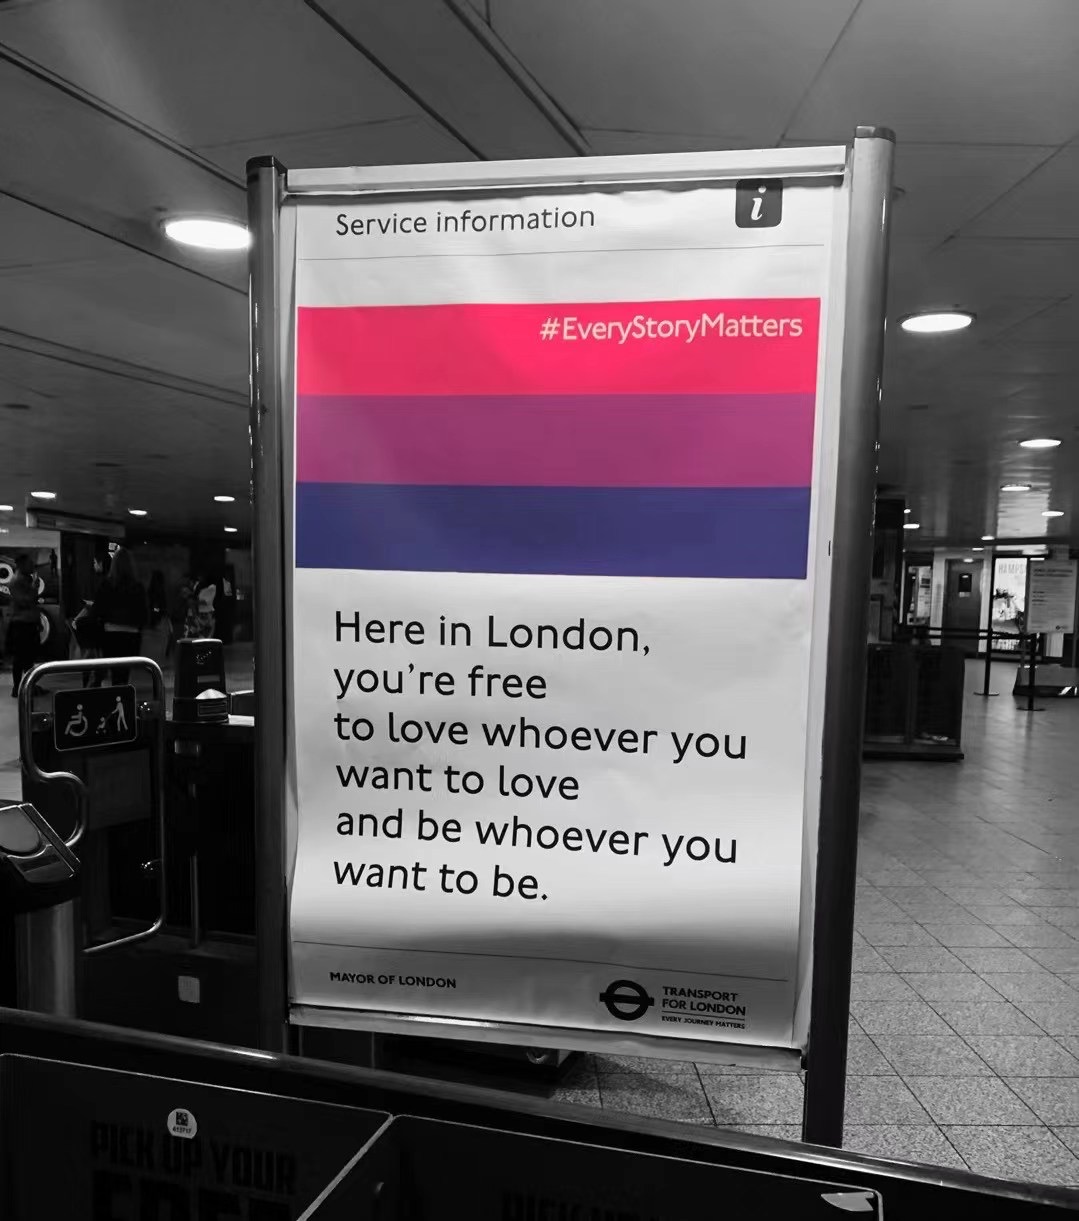 Service information
i
#EveryStoryMatters
Here in London,
you're free
to love whoever you
want to love
and be whoever you
want to be.
MAYOR OF LONDON
TRANSPORT
FOR LONDON
EVERY JOURNEY MATTERS
PICK UP YOUR